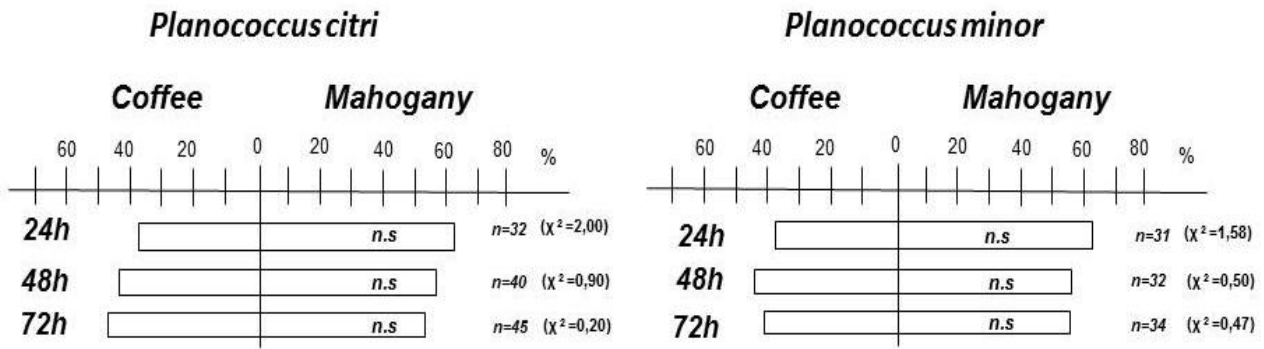 Planococcus citri
Coffee Mahogany
60 40 20 0 20 40 60 80 %
24h n.s n=32 (χ²=2,00)
48h n.s n=40 (χ²=0,90)
72h n.s n=45 (χ²=0,20)
Planococcus minor
Coffee Mahogany
60 40 20 0 20 40 60 80 %
24h n.s n=31 (χ²=1,58)
48h n.s n=32 (χ²=0,50)
72h n.s n=34 (χ²=0,47)